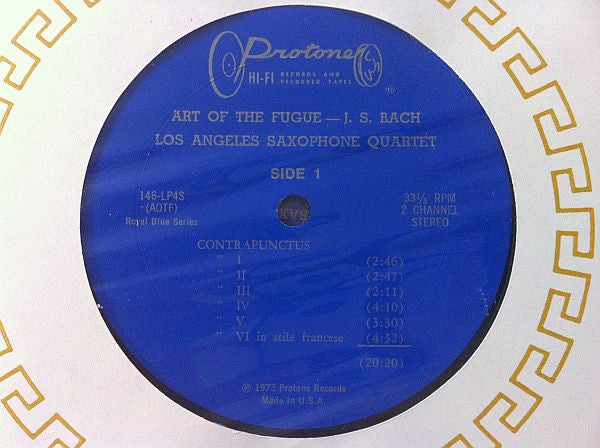 Protone
HI-FI RECORDS AND RECORDED TAPES
®
ART OF THE FUGUE — J. S. BACH
LOS ANGELES SAXOPHONE QUARTET
SIDE 1
146-LP4S
-(AOTF)
Royal Blue Series
33⅓ RPM
2 CHANNEL
STEREO
SAX
CONTRAPUNCTUS
" I (2:46)
" II (2:47)
" III (2:11)
" IV (4:10)
" V (3:30)
" VI in stile francese (4:32)
(20:20)
℗ 1973 Protone Records
Made in U.S.A.